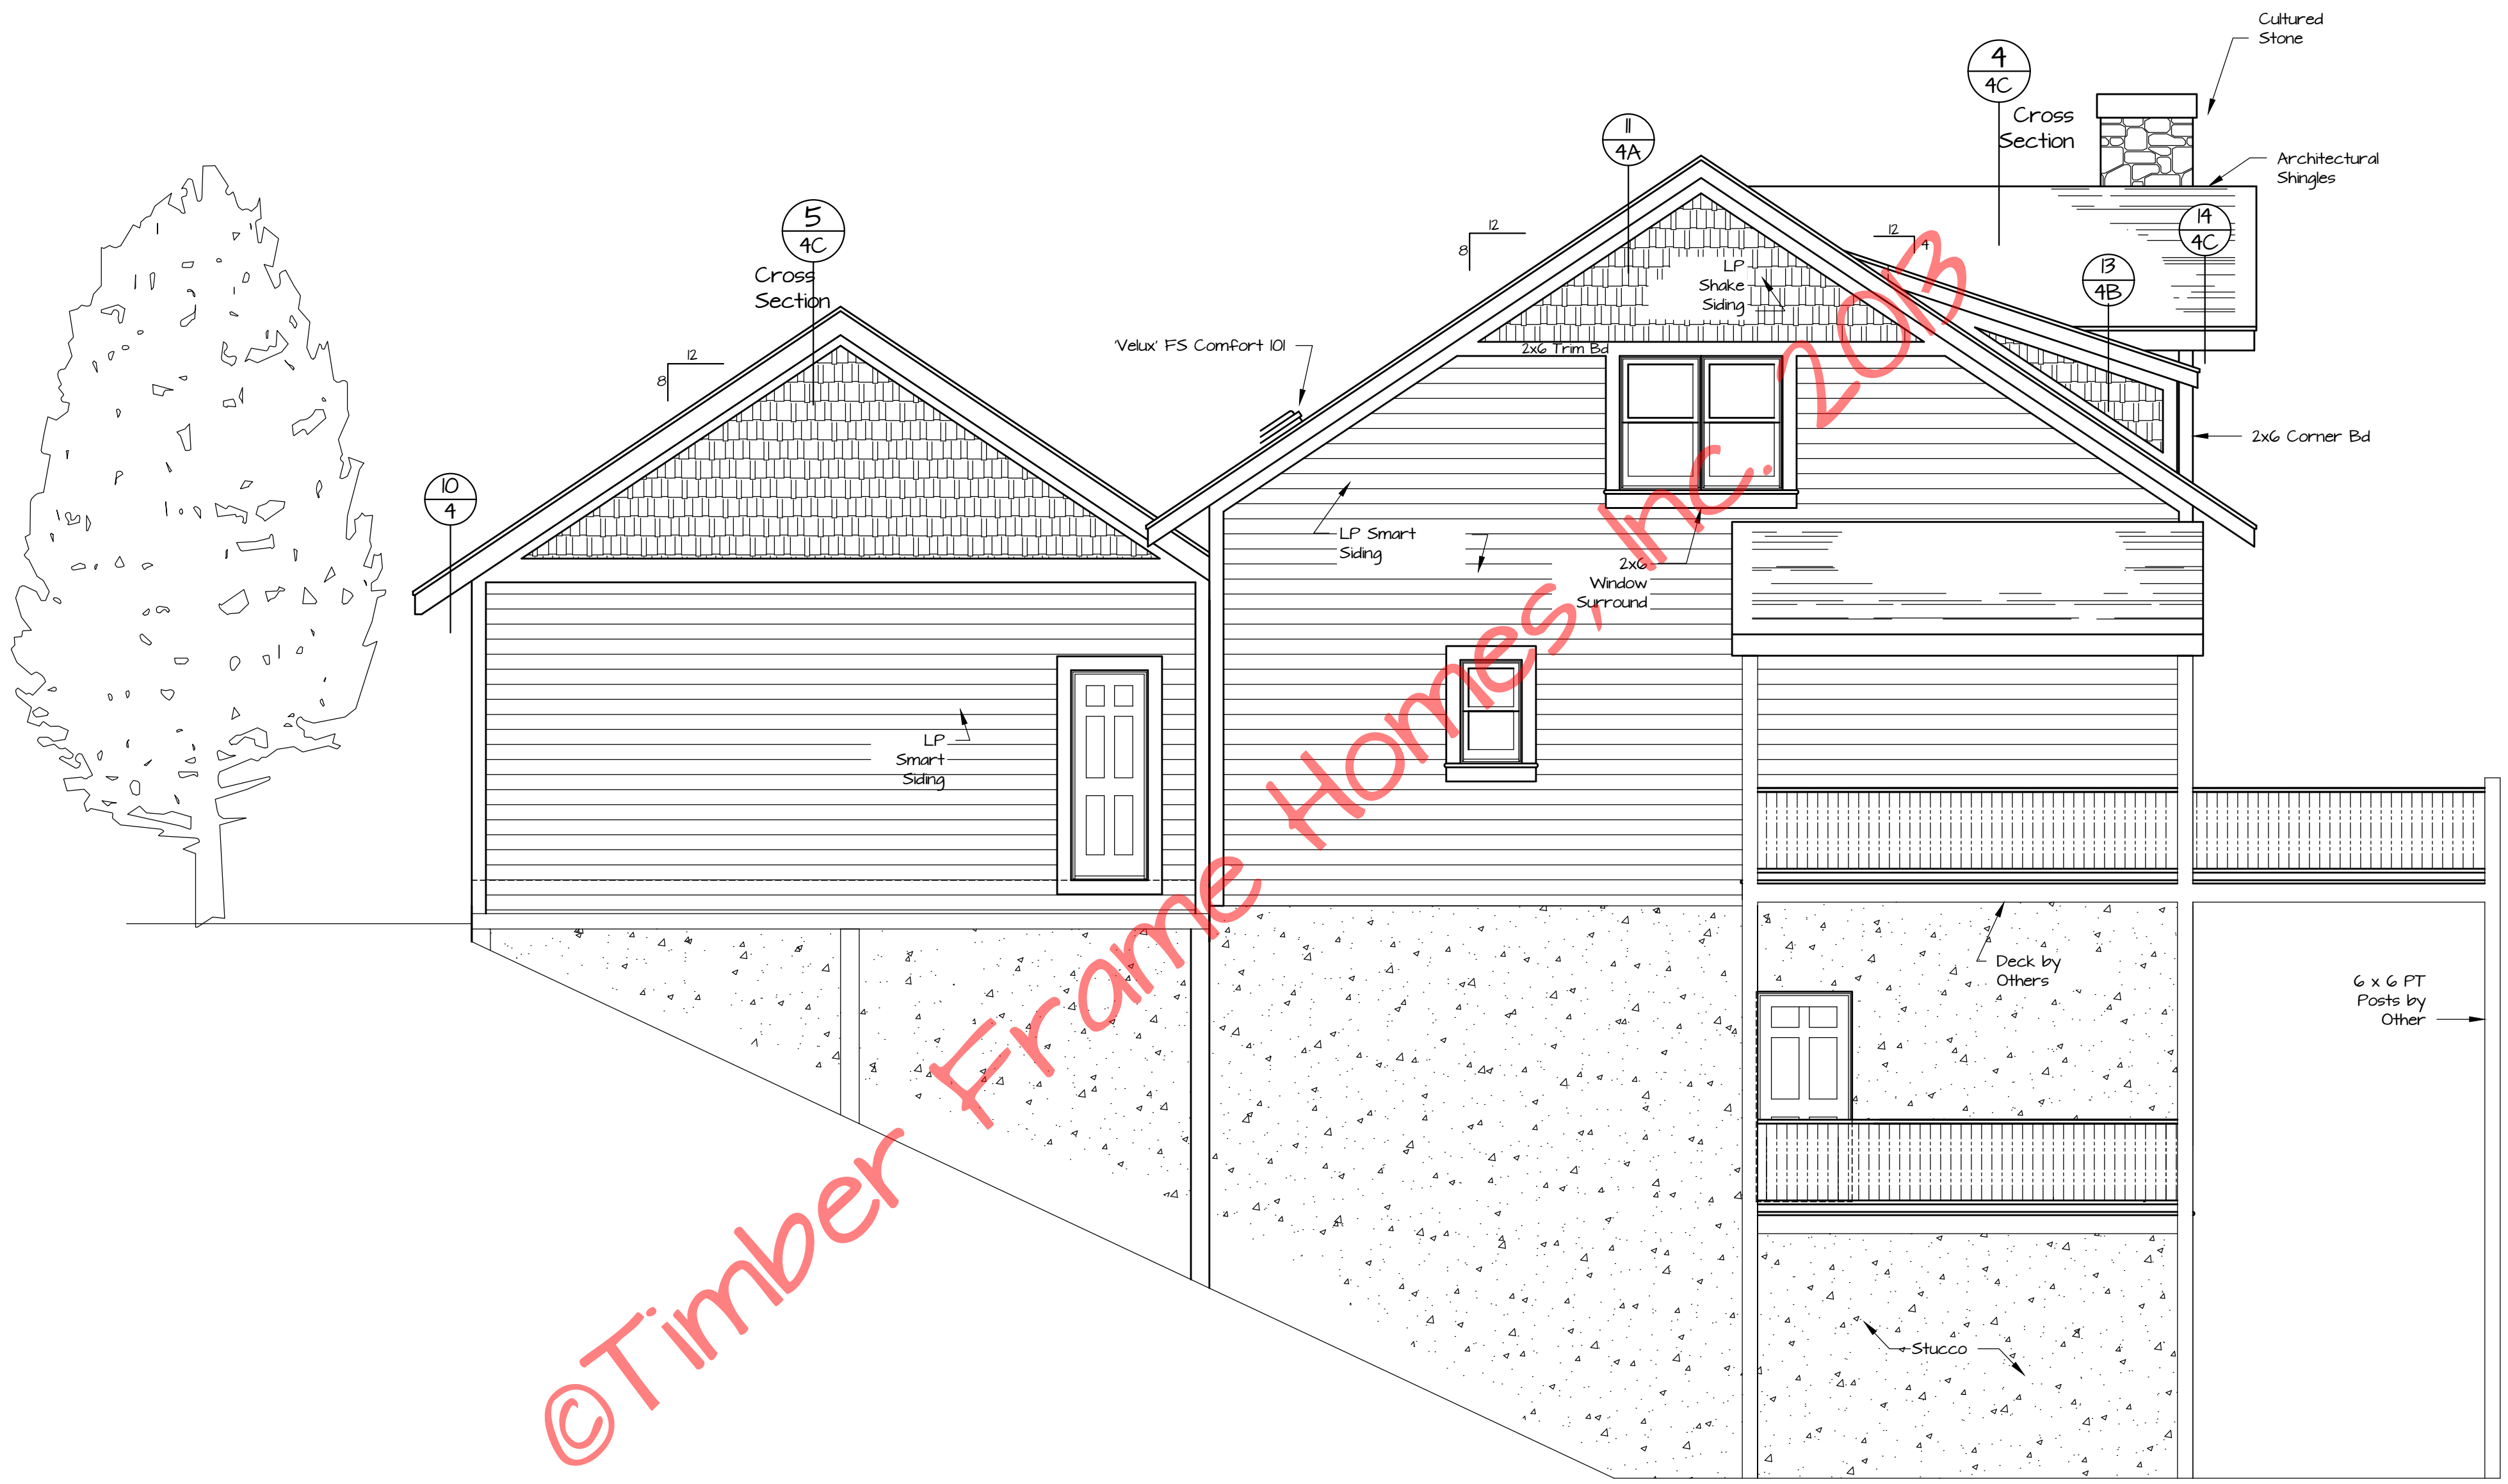 Cultured
Stone
4
4C
Cross
Section
11
4A
Architectural
Shingles
5
4C
Cross
Section
12
8
12
4
14
4C
13
4B
LP
Shake
Siding
'Velux' FS Comfort 101
2x6 Trim Bd
12
8
2x6 Corner Bd
10
4
LP Smart
Siding
2x6
Window
Surround
LP
Smart
Siding
Deck by
Others
6 x 6 PT
Posts by
Other
Stucco
©Timber Frame Homes, Inc. 2013